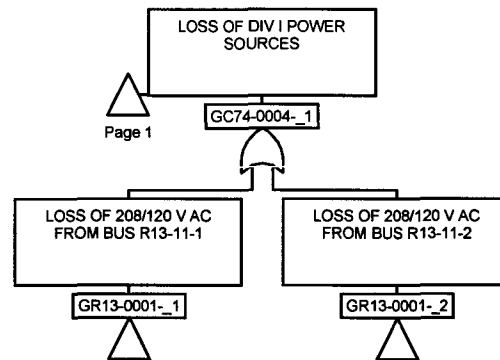 LOSS OF DIV I POWER
SOURCES
Page 1
GC74-0004-_1
LOSS OF 208/120 V AC
FROM BUS R13-11-1
LOSS OF 208/120 V AC
FROM BUS R13-11-2
GR13-0001-_1
GR13-0001-_2